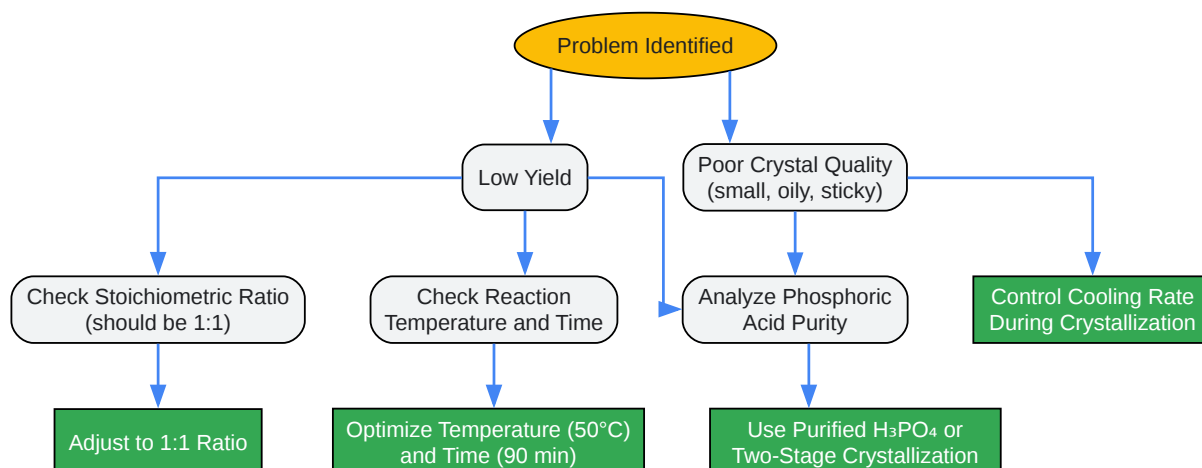 Problem Identified
Low Yield
Poor Crystal Quality
(small, oily, sticky)
Check Stoichiometric Ratio
(should be 1:1)
Check Reaction
Temperature and Time
Analyze Phosphoric
Acid Purity
Control Cooling Rate
During Crystallization
Adjust to 1:1 Ratio
Optimize Temperature (50°C)
and Time (90 min)
Use Purified H₃PO₄ or
Two-Stage Crystallization